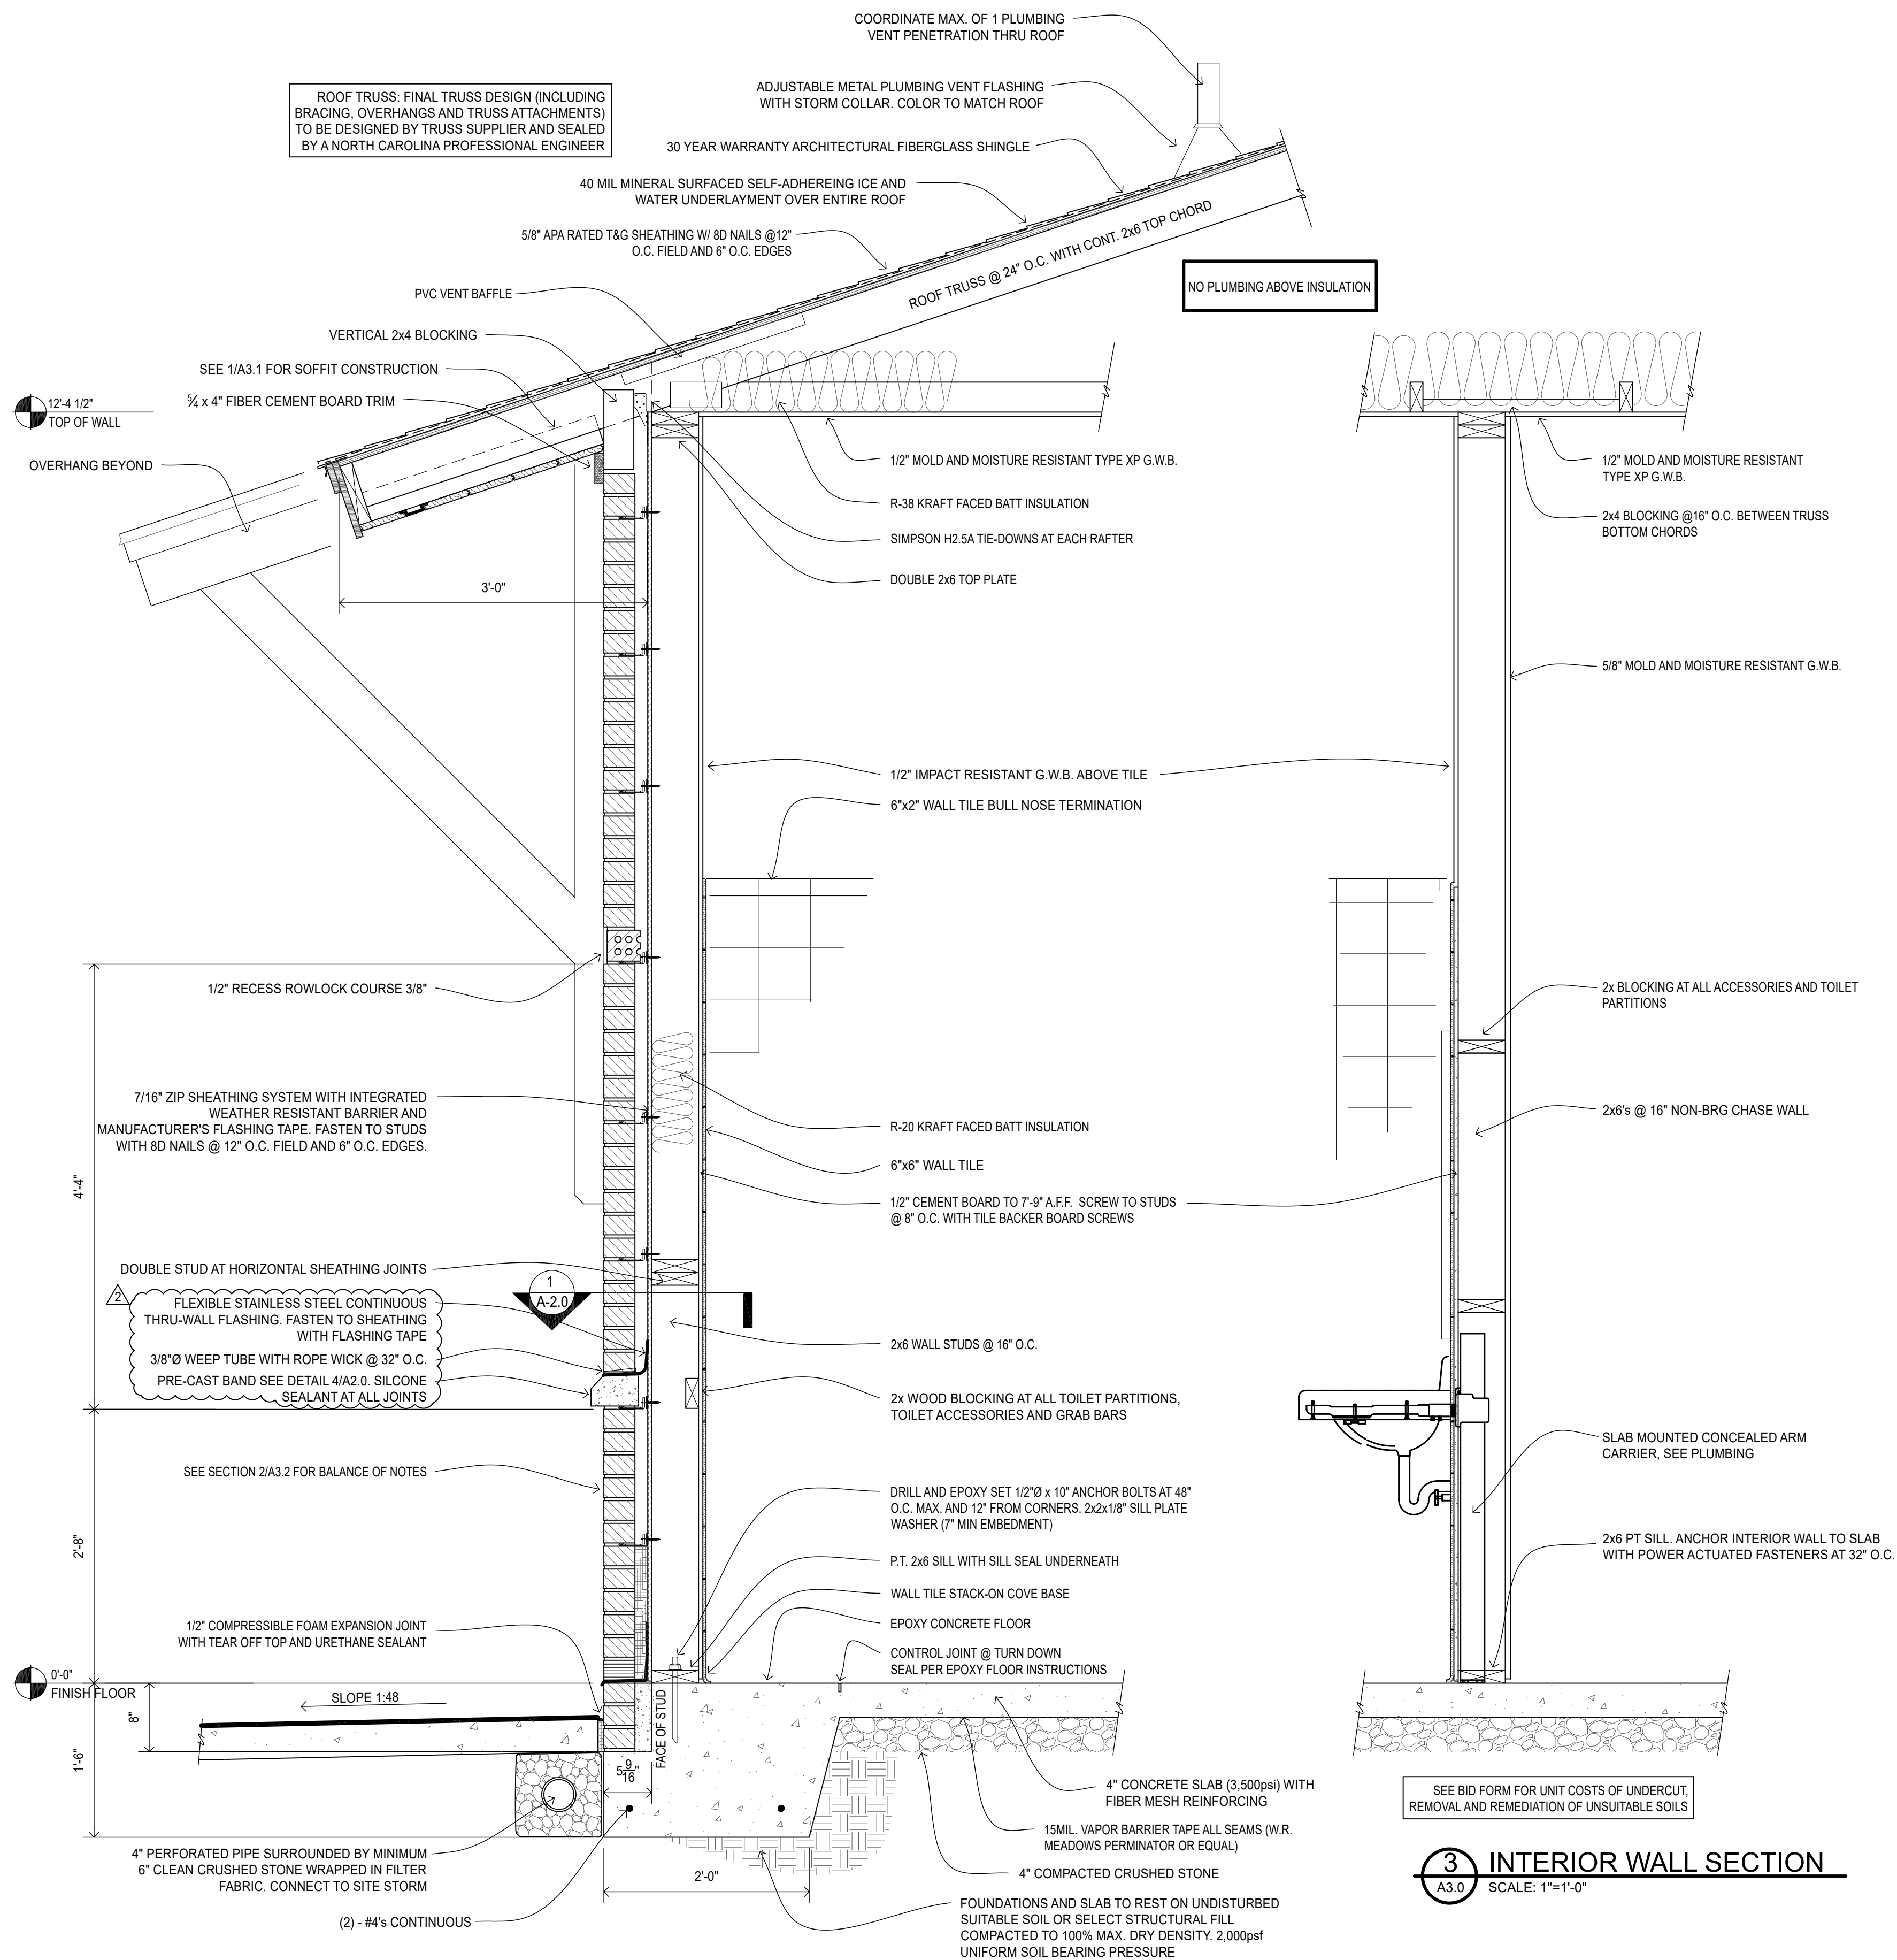 COORDINATE MAX. OF 1 PLUMBING
VENT PENETRATION THRU ROOF
ROOF TRUSS: FINAL TRUSS DESIGN (INCLUDING
BRACING, OVERHANGS AND TRUSS ATTACHMENTS)
TO BE DESIGNED BY TRUSS SUPPLIER AND SEALED
BY A NORTH CAROLINA PROFESSIONAL ENGINEER
ADJUSTABLE METAL PLUMBING VENT FLASHING
WITH STORM COLLAR. COLOR TO MATCH ROOF
30 YEAR WARRANTY ARCHITECTURAL FIBERGLASS SHINGLE
40 MIL MINERAL SURFACED SELF-ADHEREING ICE AND
WATER UNDERLAYMENT OVER ENTIRE ROOF
5/8" APA RATED T&G SHEATHING W/ 8D NAILS @12"
O.C. FIELD AND 6" O.C. EDGES
ROOF TRUSS @ 24" O.C. WITH CONT. 2x6 TOP CHORD
NO PLUMBING ABOVE INSULATION
PVC VENT BAFFLE
VERTICAL 2x4 BLOCKING
SEE 1/A3.1 FOR SOFFIT CONSTRUCTION
5/4 x 4" FIBER CEMENT BOARD TRIM
12'-4 1/2"
TOP OF WALL
OVERHANG BEYOND
3'-0"
1/2" MOLD AND MOISTURE RESISTANT TYPE XP G.W.B.
R-38 KRAFT FACED BATT INSULATION
SIMPSON H2.5A TIE-DOWNS AT EACH RAFTER
DOUBLE 2x6 TOP PLATE
1/2" MOLD AND MOISTURE RESISTANT
TYPE XP G.W.B.
2x4 BLOCKING @16" O.C. BETWEEN TRUSS
BOTTOM CHORDS
5/8" MOLD AND MOISTURE RESISTANT G.W.B.
1/2" IMPACT RESISTANT G.W.B. ABOVE TILE
6"x2" WALL TILE BULL NOSE TERMINATION
1/2" RECESS ROWLOCK COURSE 3/8"
2x BLOCKING AT ALL ACCESSORIES AND TOILET
PARTITIONS
7/16" ZIP SHEATHING SYSTEM WITH INTEGRATED
WEATHER RESISTANT BARRIER AND
MANUFACTURER'S FLASHING TAPE. FASTEN TO STUDS
WITH 8D NAILS @ 12" O.C. FIELD AND 6" O.C. EDGES.
4'-4"
R-20 KRAFT FACED BATT INSULATION
6"x6" WALL TILE
1/2" CEMENT BOARD TO 7'-9" A.F.F. SCREW TO STUDS
@ 8" O.C. WITH TILE BACKER BOARD SCREWS
2x6's @ 16" NON-BRG CHASE WALL
DOUBLE STUD AT HORIZONTAL SHEATHING JOINTS
1
A-2.0
2
FLEXIBLE STAINLESS STEEL CONTINUOUS
THRU-WALL FLASHING. FASTEN TO SHEATHING
WITH FLASHING TAPE
3/8"Ø WEEP TUBE WITH ROPE WICK @ 32" O.C.
PRE-CAST BAND SEE DETAIL 4/A2.0. SILCONE
SEALANT AT ALL JOINTS
2x6 WALL STUDS @ 16" O.C.
2x WOOD BLOCKING AT ALL TOILET PARTITIONS,
TOILET ACCESSORIES AND GRAB BARS
SEE SECTION 2/A3.2 FOR BALANCE OF NOTES
2'-8"
DRILL AND EPOXY SET 1/2"Ø x 10" ANCHOR BOLTS AT 48"
O.C. MAX. AND 12" FROM CORNERS. 2x2x1/8" SILL PLATE
WASHER (7" MIN EMBEDMENT)
P.T. 2x6 SILL WITH SILL SEAL UNDERNEATH
WALL TILE STACK-ON COVE BASE
EPOXY CONCRETE FLOOR
CONTROL JOINT @ TURN DOWN
SEAL PER EPOXY FLOOR INSTRUCTIONS
SLAB MOUNTED CONCEALED ARM
CARRIER, SEE PLUMBING
2x6 PT SILL. ANCHOR INTERIOR WALL TO SLAB
WITH POWER ACTUATED FASTENERS AT 32" O.C.
1/2" COMPRESSIBLE FOAM EXPANSION JOINT
WITH TEAR OFF TOP AND URETHANE SEALANT
0'-0"
FINISH FLOOR
SLOPE 1:48
8"
1'-6"
FACE OF STUD
5 9/16"
2'-0"
4" PERFORATED PIPE SURROUNDED BY MINIMUM
6" CLEAN CRUSHED STONE WRAPPED IN FILTER
FABRIC. CONNECT TO SITE STORM
(2) - #4's CONTINUOUS
4" CONCRETE SLAB (3,500psi) WITH
FIBER MESH REINFORCING
15MIL. VAPOR BARRIER TAPE ALL SEAMS (W.R.
MEADOWS PERMINATOR OR EQUAL)
4" COMPACTED CRUSHED STONE
FOUNDATIONS AND SLAB TO REST ON UNDISTURBED
SUITABLE SOIL OR SELECT STRUCTURAL FILL
COMPACTED TO 100% MAX. DRY DENSITY. 2,000psf
UNIFORM SOIL BEARING PRESSURE
SEE BID FORM FOR UNIT COSTS OF UNDERCUT,
REMOVAL AND REMEDIATION OF UNSUITABLE SOILS
3
A3.0
INTERIOR WALL SECTION
SCALE: 1"=1'-0"